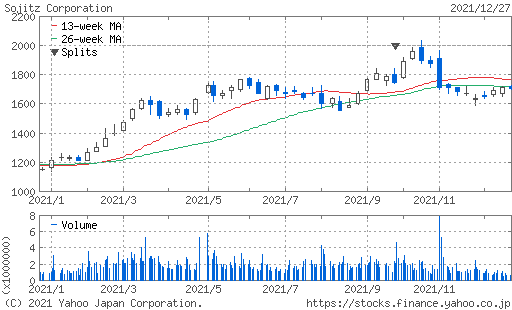 Sojitz Corporation 2021/12/27
2200
13-week MA
26-week MA
Splits
2000
1800
1600
1400
1200
1000
2021/1 2021/3 2021/5 2021/7 2021/9 2021/11
8
Volume
6
4
2
0
(x1000000)
2021/1 2021/3 2021/5 2021/7 2021/9 2021/11
(C) 2021 Yahoo Japan Corporation. https://stocks.finance.yahoo.co.jp/